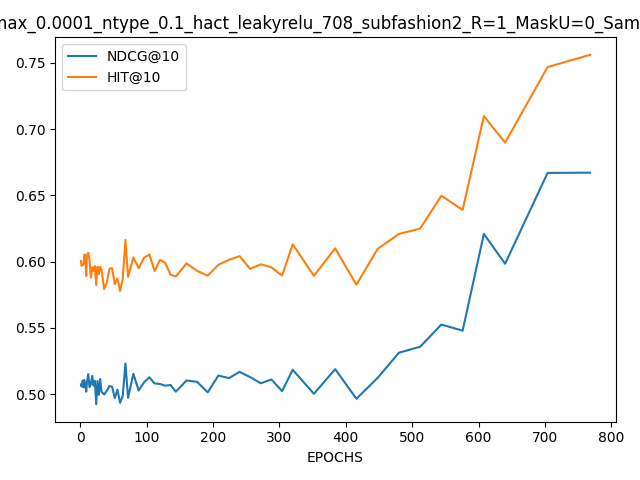 max_0.0001_ntype_0.1_hact_leakyrelu_708_subfashion2_R=1_MaskU=0_Sam
NDCG@10
HIT@10
0.75
0.70
0.65
0.60
0.55
0.50
0 100 200 300 400 500 600 700 800
EPOCHS